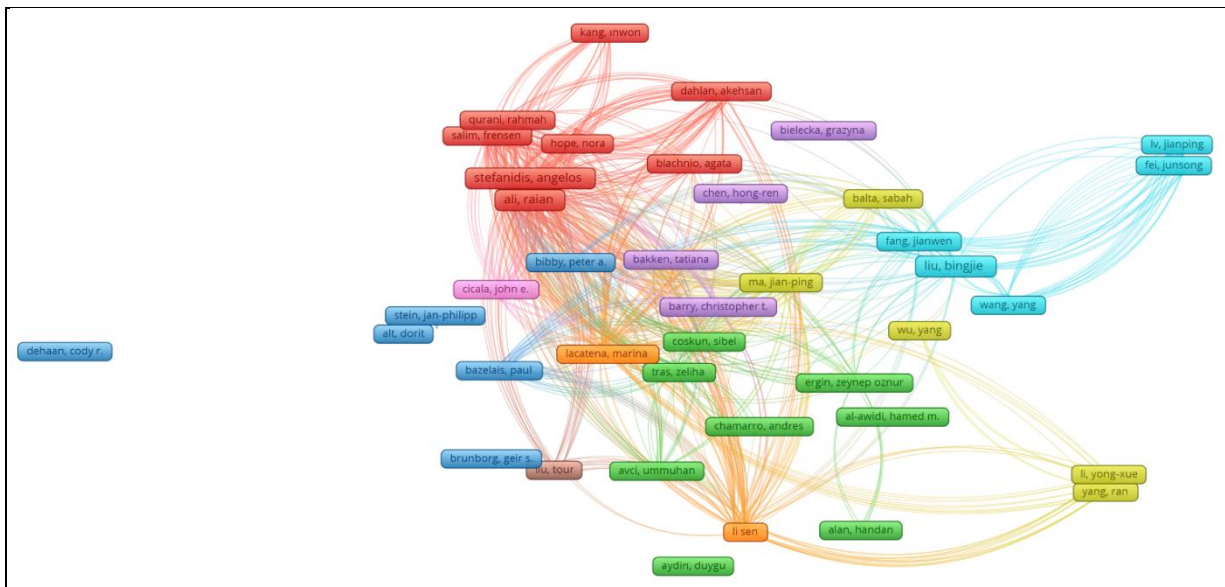 kang, inwon
dahlan, akehsan
qurani, rahmah
bielecka, grazyna
salim, frensen
hope, nora
lv, jianping
blachnio, agata
fei, junsong
stefanidis, angelos
chen, hong-ren
ali, raian
balta, sabah
fang, jianwen
bibby, peter a.
bakken, tatiana
liu, bingjie
ma, jian-ping
cicala, john e.
barry, christopher t.
wang, yang
stein, jan-philipp
alt, dorit
wu, yang
coskun, sibel
dehaan, cody r.
lacatena, marina
bazelais, paul
tras, zeliha
ergin, zeynep oznur
al-awidi, hamed m.
chamarro, andres
brunborg, geir s.
liu, tour
avci, ummuhan
li, yong-xue
yang, ran
li sen
alan, handan
aydin, duygu